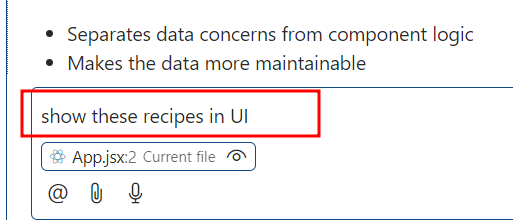 Separates data concerns from component logic
Makes the data more maintainable
show these recipes in UI
App.jsx:2 Current file
@